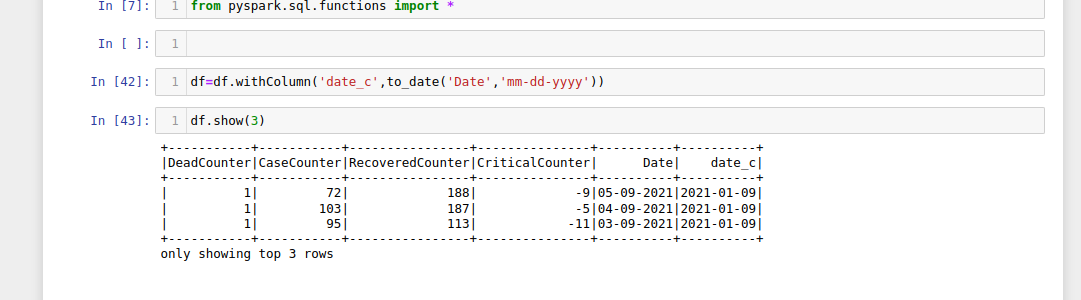 In [7]: 1 from pyspark.sql.functions import *
In [ ]: 1
In [42]: 1 df=df.withColumn('date_c',to_date('Date','mm-dd-yyyy'))
In [43]: 1 df.show(3)
+-----------+-----------+----------------+---------------+----------+----------+
|DeadCounter|CaseCounter|RecoveredCounter|CriticalCounter|      Date|    date_c|
+-----------+-----------+----------------+---------------+----------+----------+
|          1|         72|             188|             -9|05-09-2021|2021-01-09|
|          1|        103|             187|             -5|04-09-2021|2021-01-09|
|          1|         95|             113|            -11|03-09-2021|2021-01-09|
+-----------+-----------+----------------+---------------+----------+----------+
only showing top 3 rows